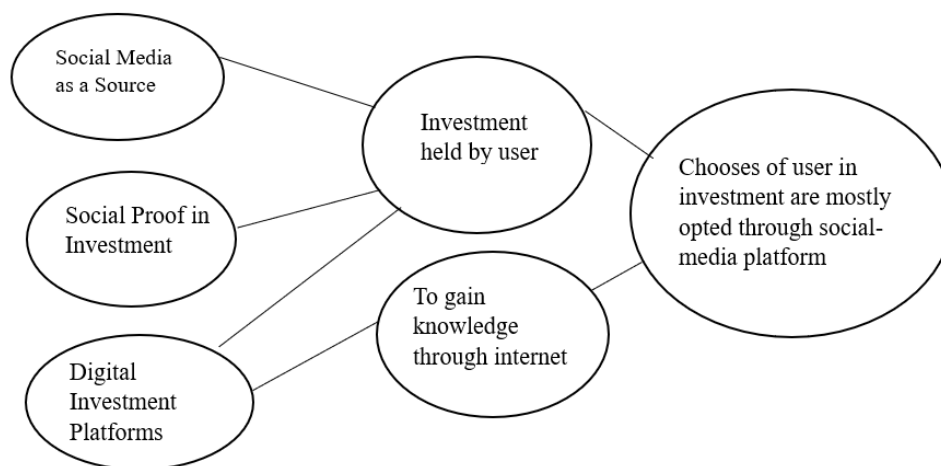 Social Media
as a Source
Investment
held by user
Chooses of user in
investment are mostly
opted through social-
media platform
Social Proof in
Investment
To gain
knowledge
through internet
Digital
Investment
Platforms